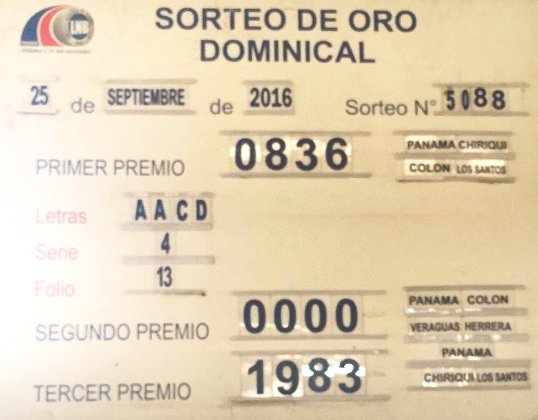 SORTEO DE ORO
DOMINICAL
25 de SEPTIEMBRE de 2016 Sorteo N° 5088
PRIMER PREMIO 0836 PANAMA CHIRIQUI
COLON LOS SANTOS
Letras A A C D
Serie 4
Folio 13
SEGUNDO PREMIO 0000 PANAMA COLON
VERAGUAS HERRERA
TERCER PREMIO 1983 PANAMA
CHIRIQUI LOS SANTOS